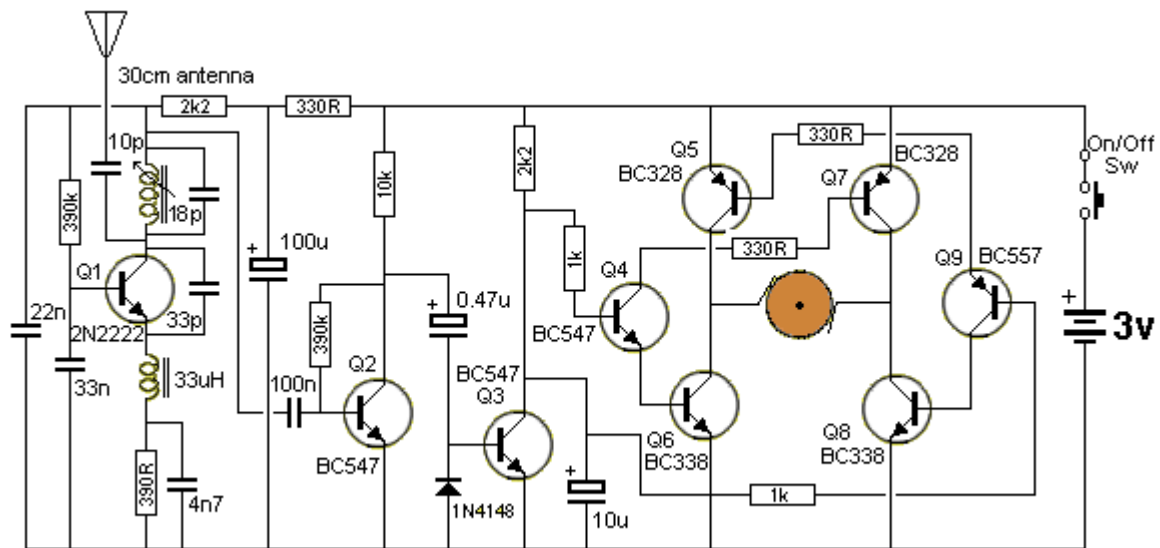 30cm antenna
2k2
330R
10p
390k
18p
Q1
2N2222
33p
22n
33n
33uH
390R
4n7
100u
+
10k
390k
100n
Q2
BC547
+
0.47u
BC547
Q3
1N4148
2k2
1k
Q4
BC547
+
10u
Q5
BC328
330R
BC328
Q7
330R
Q9
BC557
Q6
BC338
Q8
BC338
1k
On/Off
Sw
+
3v